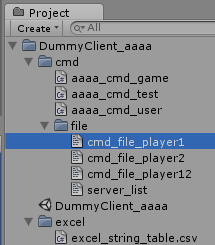 Project
Create
All
DummyClient_aaaa
cmd
aaaa_cmd_game
aaaa_cmd_test
aaaa_cmd_user
file
cmd_file_player1
cmd_file_player2
cmd_file_player12
server_list
DummyClient_aaaa
excel
excel_string_table.csv